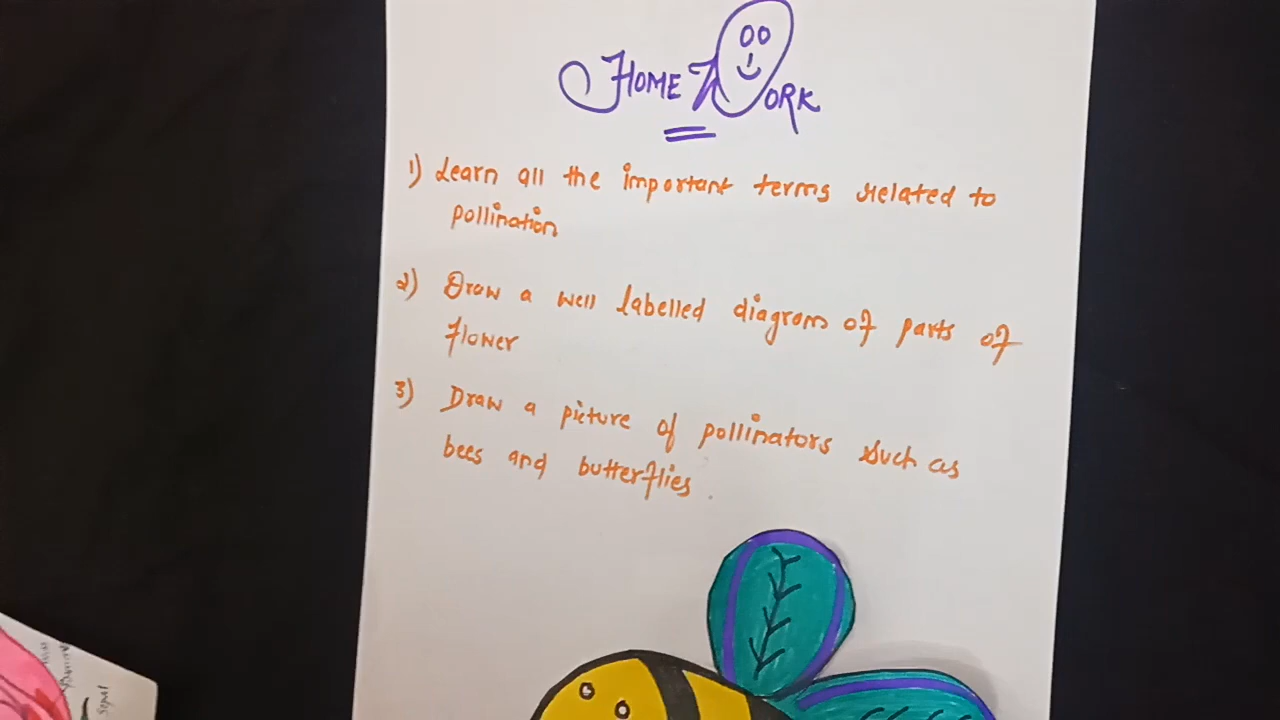 HOME WORK
1) Learn all the important terms related to
pollination
2) Draw a well labelled diagram of parts of
flower
3) Draw a picture of pollinators such as
bees and butterflies.
Sepal